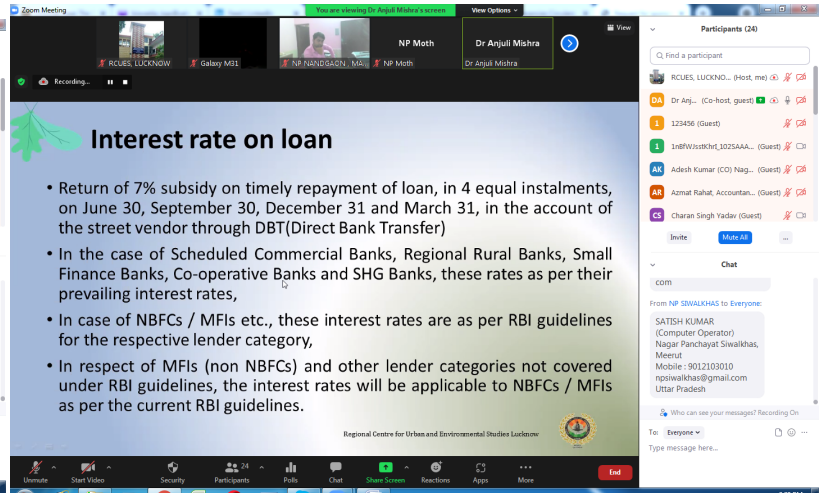 Zoom Meeting
You are viewing Dr Anjuli Mishra's screen
View Options
View
RCUES, LUCKNOW
Galaxy M31
NP NANDGAON , MA
NP Moth
NP Moth
Dr Anjuli Mishra
Dr Anjuli Mishra
Recording...
Interest rate on loan
• Return of 7% subsidy on timely repayment of loan, in 4 equal instalments,
on June 30, September 30, December 31 and March 31, in the account of
the street vendor through DBT(Direct Bank Transfer)
• In the case of Scheduled Commercial Banks, Regional Rural Banks, Small
Finance Banks, Co-operative Banks and SHG Banks, these rates as per their
prevailing interest rates,
• In case of NBFCs / MFIs etc., these interest rates are as per RBI guidelines
for the respective lender category,
• In respect of MFIs (non NBFCs) and other lender categories not covered
under RBI guidelines, the interest rates will be applicable to NBFCs / MFIs
as per the current RBI guidelines.
Regional Centre for Urban and Environmental Studies Lucknow
Unmute
Start Video
Security
24
Participants
Polls
Chat
Share Screen
Reactions
Apps
More
End
Participants (24)
Find a participant
RCUES, LUCKNO... (Host, me)
DA Dr Anj... (Co-host, guest)
1 123456 (Guest)
1 1nBfWJsstKhrI_102SAAA... (Guest)
AK Adesh Kumar (CO) Nag... (Guest)
AR Azmat Rahat, Accountan... (Guest)
CS Charan Singh Yadav (Guest)
Invite
Mute All
...
Chat
com
From NP SIWALKHAS to Everyone:
SATISH KUMAR
(Computer Operator)
Nagar Panchayat Siwalkhas,
Meerut
Mobile : 9012103010
npsiwalkhas@gmail.com
Uttar Pradesh
Who can see your messages? Recording On
To: Everyone
Type message here...